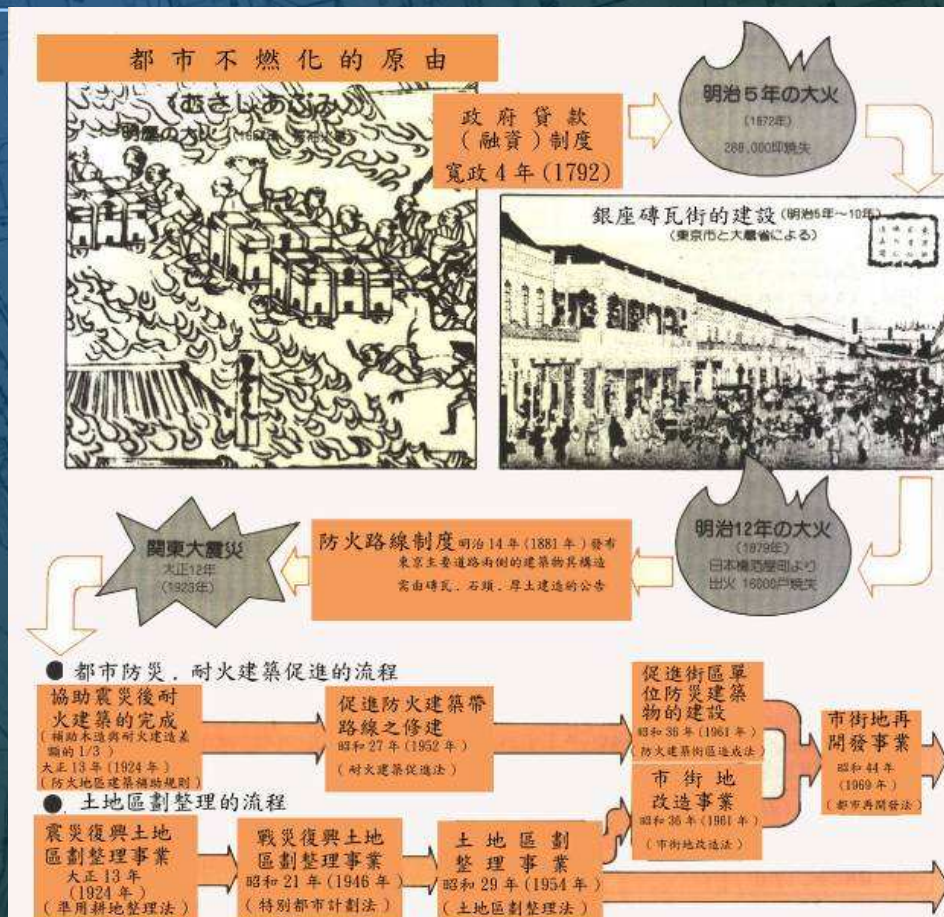 都市不燃化的原由
(むさしあぶみ)
明暦の大火
政府貸款
(融資)制度
寬政4年(1792)
明治5年の大火
(1872年)
288,000坪焼失
銀座磚瓦街的建設(明治5年～10年)
(東京市と大蔵省による)
明治12年の大火
(1879年)
日本橋箔屋町より
出火 16000戸焼失
防火路線制度 明治14年(1881年)發布
東京主要道路兩側的建築物其構造
需由磚瓦、石頭、厚土建造的公告
関東大震災
大正12年
(1923年)
● 都市防災、耐火建築促進的流程
協助震災後耐
火建築的完成
(補助木造與耐火建造差
額的1/3)
大正13年(1924年)
(防火地區建築補助規則)
促進防火建築帶
路線之修建
昭和27年(1952年)
(耐火建築促進法)
促進街區單
位防災建築
物的建設
昭和36年(1961年)
(防火建築街區造成法)
市街地
改造事業
昭和36年(1961年)
(市街地改造法)
市街地再
開發事業
昭和44年
(1969年)
(都市再開發法)
● 土地區劃整理的流程
震災復興土地
區劃整理事業
大正13年
(1924年)
(準用耕地整理法)
戰災復興土地
區劃整理事業
昭和21年(1946年)
(特別都市計劃法)
土地區劃
整理事業
昭和29年(1954年)
(土地區劃整理法)